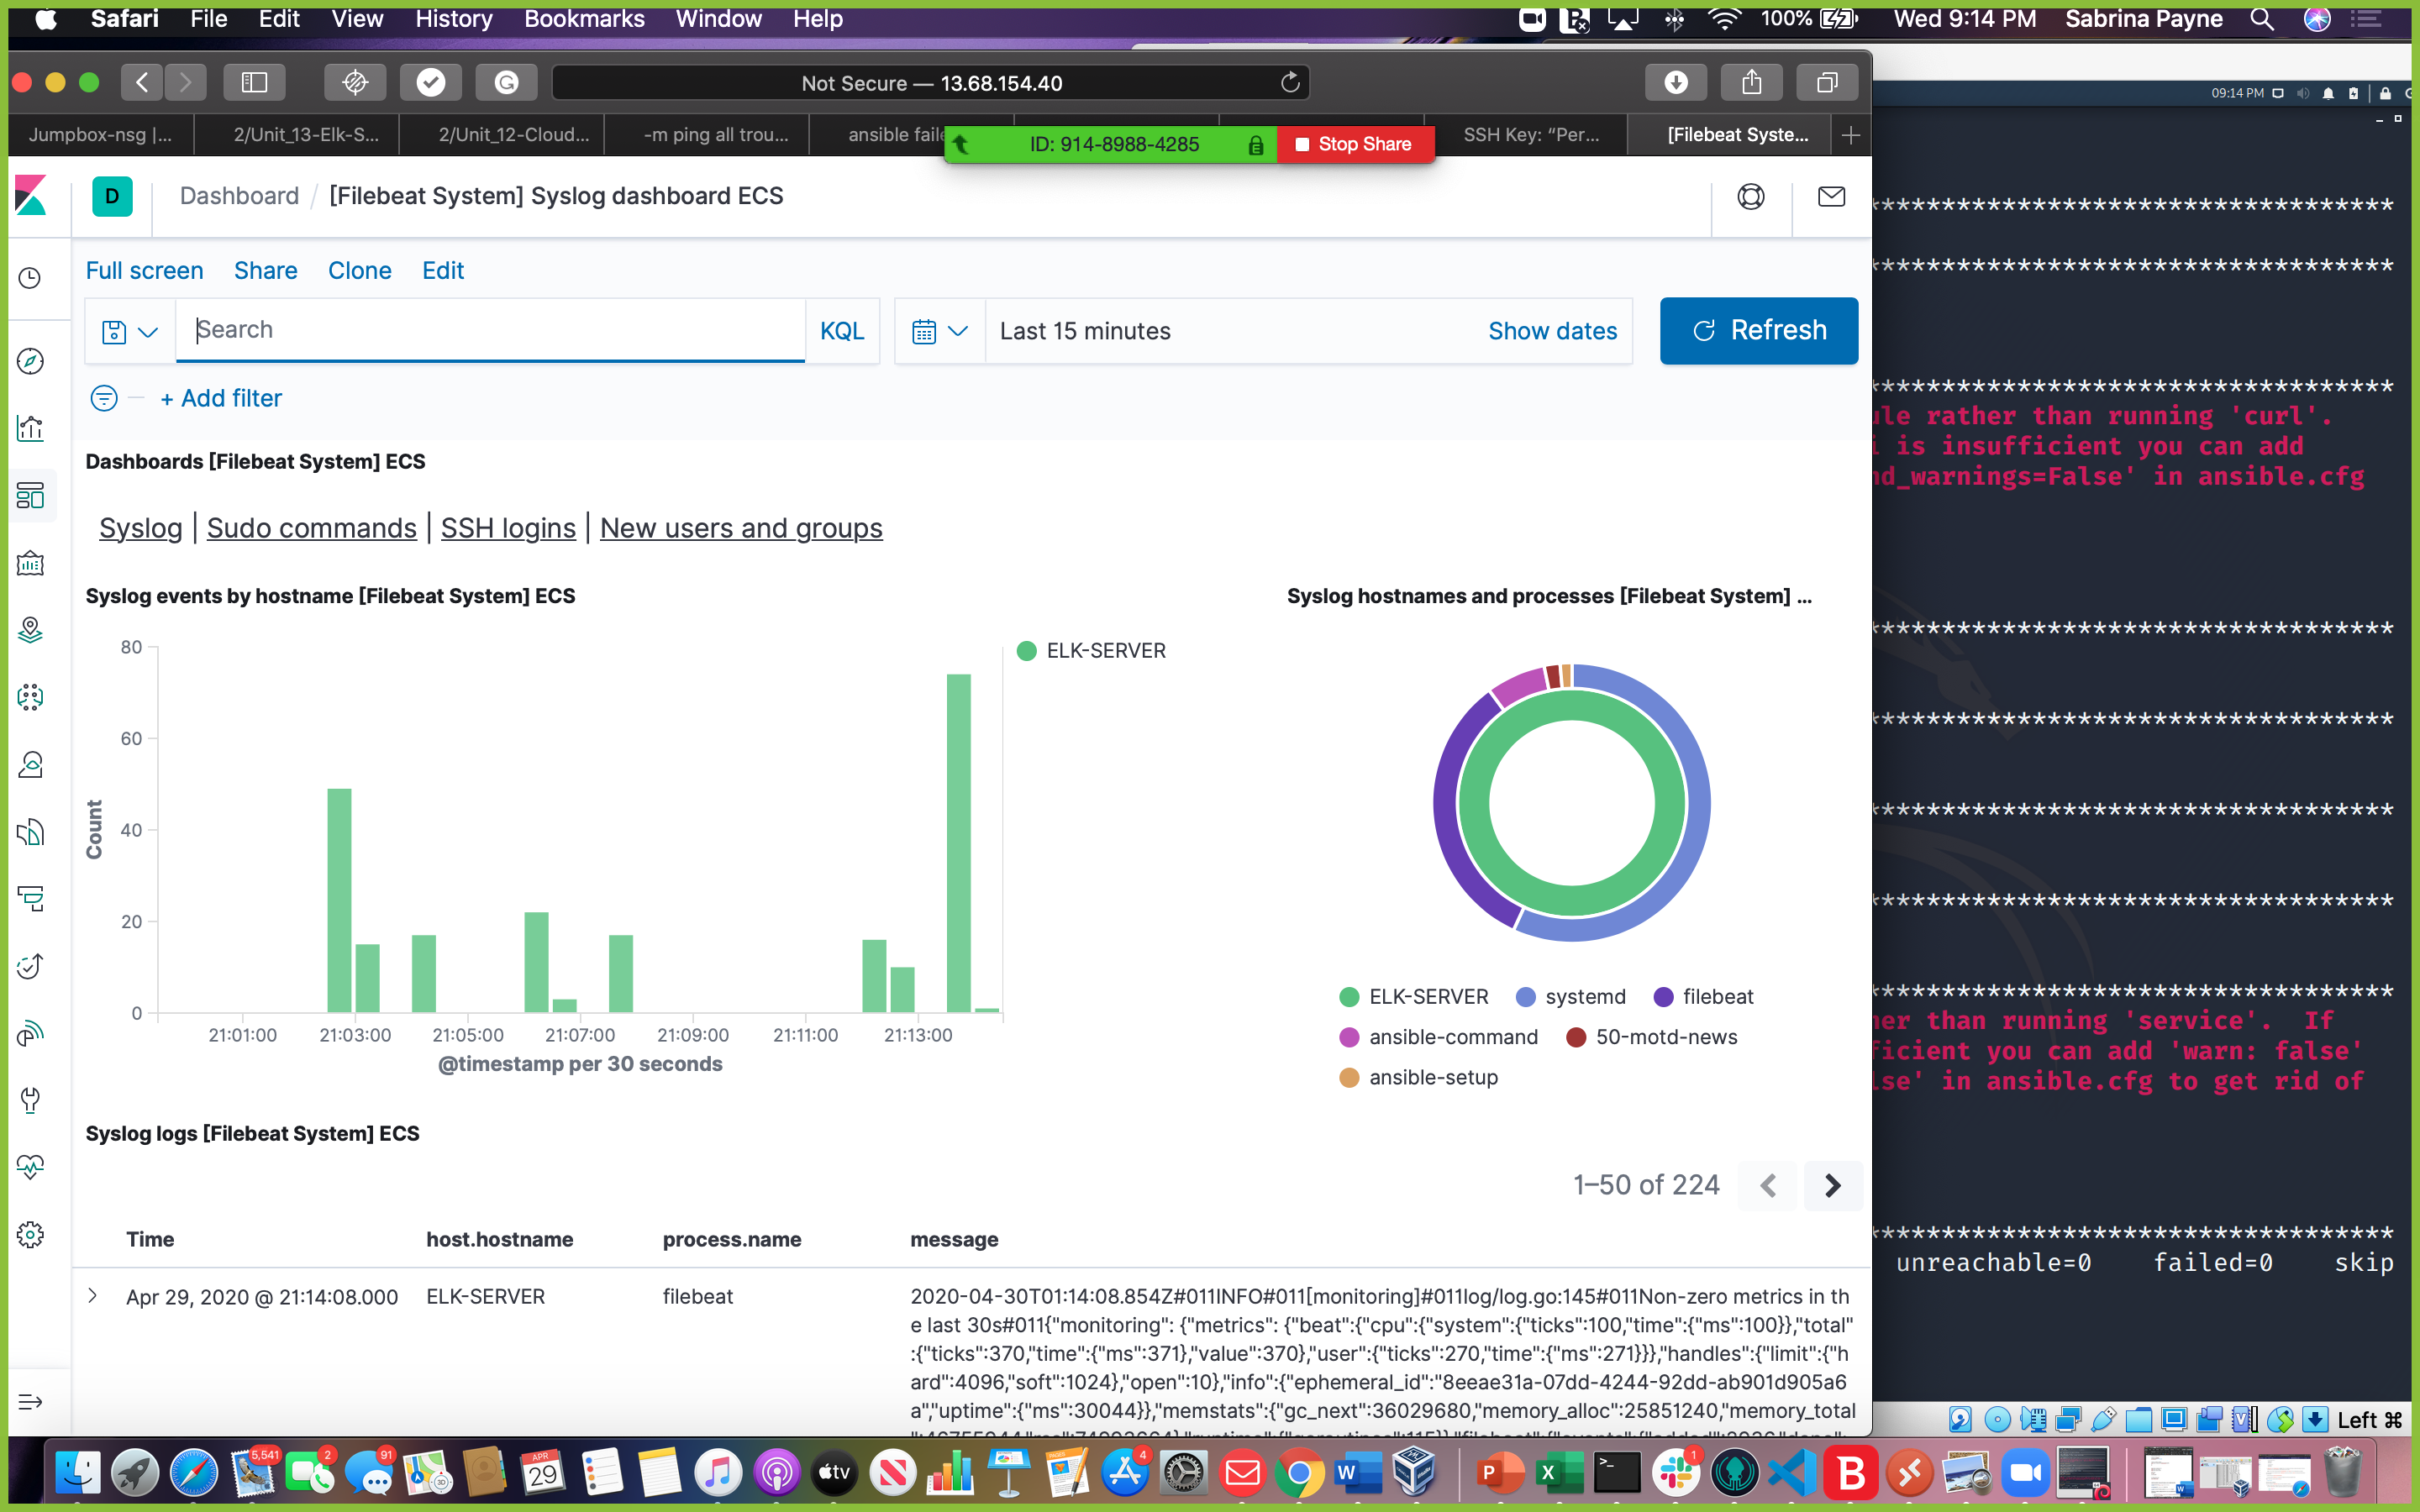 Safari File Edit View History Bookmarks Window Help 100% Wed 9:14 PM Sabrina Payne
Not Secure — 13.68.154.40
09:14 PM
Jumpbox-nsg |... 2/Unit_13-Elk-S... 2/Unit_12-Cloud... -m ping all trou... ansible faile SSH Key: “Per... [Filebeat Syste...
ID: 914-8988-4285 Stop Share
D Dashboard / [Filebeat System] Syslog dashboard ECS
Full screen Share Clone Edit
Search KQL Last 15 minutes Show dates Refresh
+ Add filter
Dashboards [Filebeat System] ECS
Syslog | Sudo commands | SSH logins | New users and groups
Syslog events by hostname [Filebeat System] ECS
Syslog hostnames and processes [Filebeat System] ...
80
60
40
20
0
Count
21:01:00 21:03:00 21:05:00 21:07:00 21:09:00 21:11:00 21:13:00
@timestamp per 30 seconds
ELK-SERVER
ELK-SERVER systemd filebeat
ansible-command 50-motd-news
ansible-setup
Syslog logs [Filebeat System] ECS
1–50 of 224
Time host.hostname process.name message
Apr 29, 2020 @ 21:14:08.000 ELK-SERVER filebeat 2020-04-30T01:14:08.854Z#011INFO#011[monitoring]#011log/log.go:145#011Non-zero metrics in th
e last 30s#011{"monitoring": {"metrics": {"beat":{"cpu":{"system":{"ticks":100,"time":{"ms":100}},"total"
:{"ticks":370,"time":{"ms":371},"value":370},"user":{"ticks":270,"time":{"ms":271}}},"handles":{"limit":{"h
ard":4096,"soft":1024},"open":10},"info":{"ephemeral_id":"8eeae31a-07dd-4244-92dd-ab901d905a6
a","uptime":{"ms":30044}},"memstats":{"gc_next":36029680,"memory_alloc":25851240,"memory_total
*********************************
*********************************
*********************************
ule rather than running 'curl'.
i is insufficient you can add
nd_warnings=False' in ansible.cfg
*********************************
*********************************
*********************************
*********************************
*********************************
her than running 'service'. If
ficient you can add 'warn: false'
lse' in ansible.cfg to get rid of
*********************************
unreachable=0 failed=0 skip
Left ⌘
5,541 2 91 3D APR 29 tv 4 W P X >_ 1 B